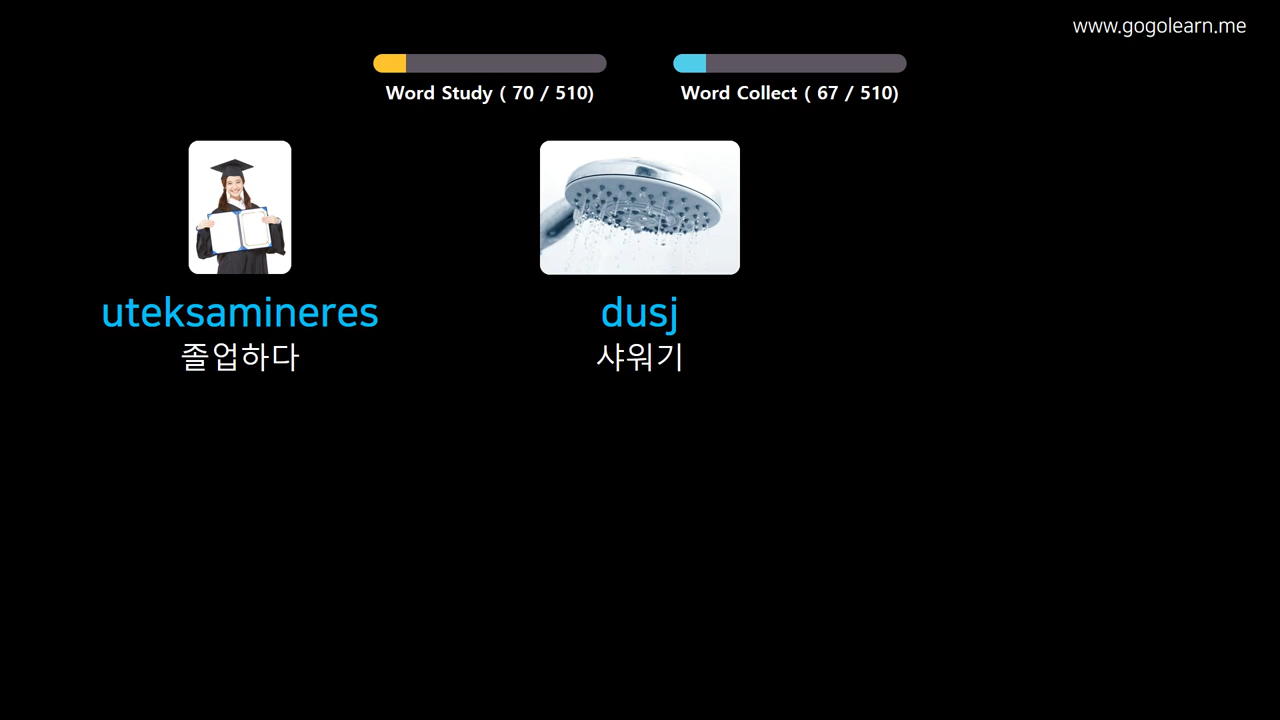 www.gogolearn.me
Word Study ( 70 / 510)
Word Collect ( 67 / 510)
uteksamineres
졸업하다
dusj
샤워기